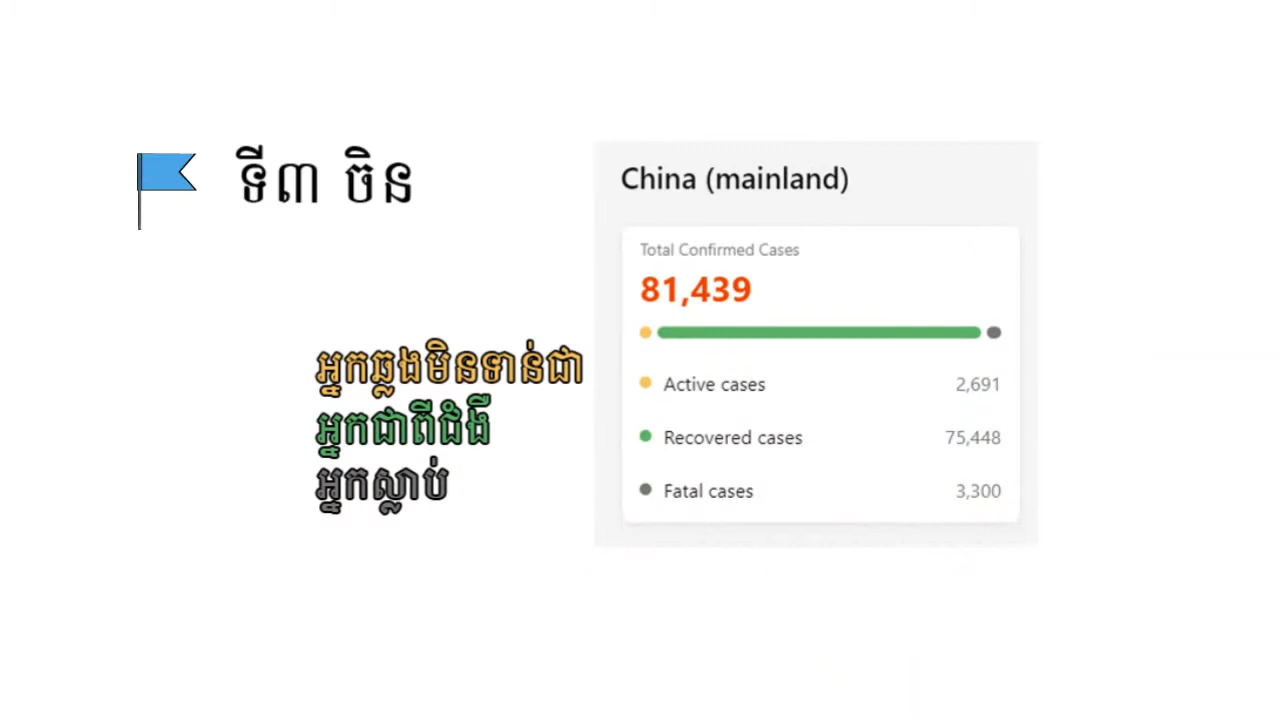 ទី៣ ចិន
China (mainland)
Total Confirmed Cases
81,439
អ្នកឆ្លងមិនទាន់ជា
Active cases 2,691
អ្នកជាពីជំងឺ
Recovered cases 75,448
អ្នកស្លាប់
Fatal cases 3,300